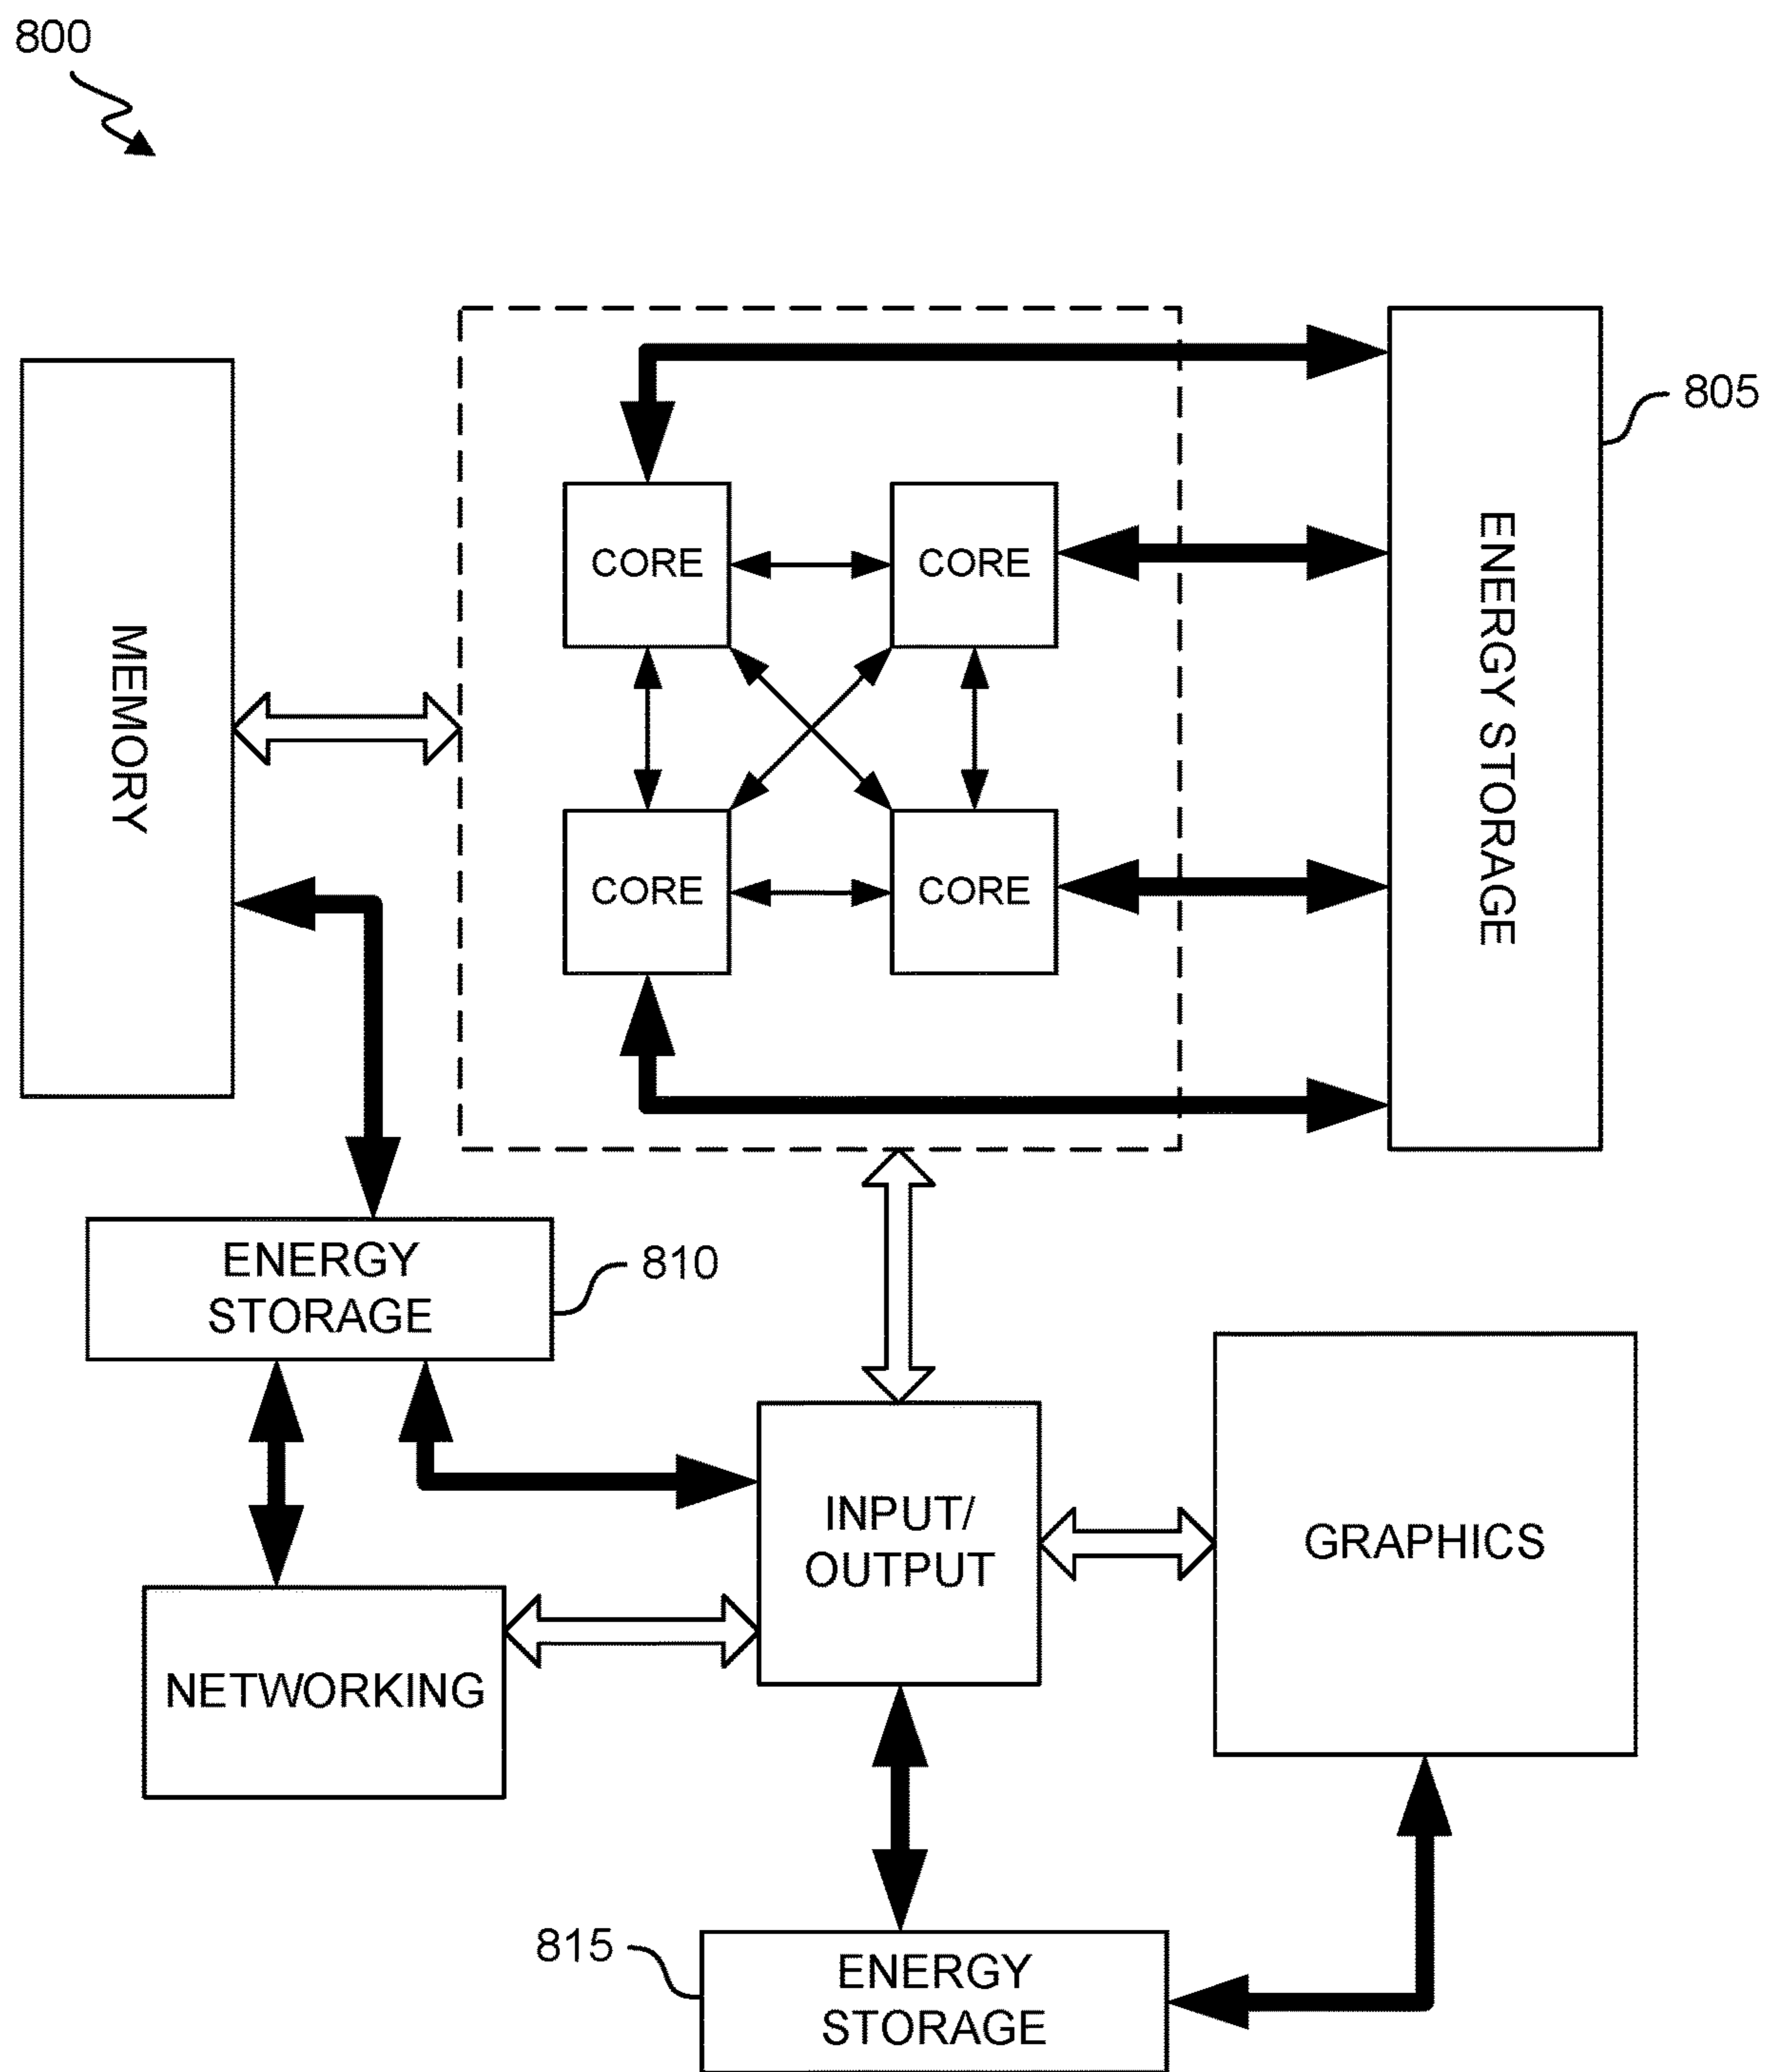 800
805
CORE
CORE
MEMORY
ENERGY STORAGE
CORE
CORE
ENERGY
STORAGE
810
INPUT/
OUTPUT
GRAPHICS
NETWORKING
815
ENERGY
STORAGE